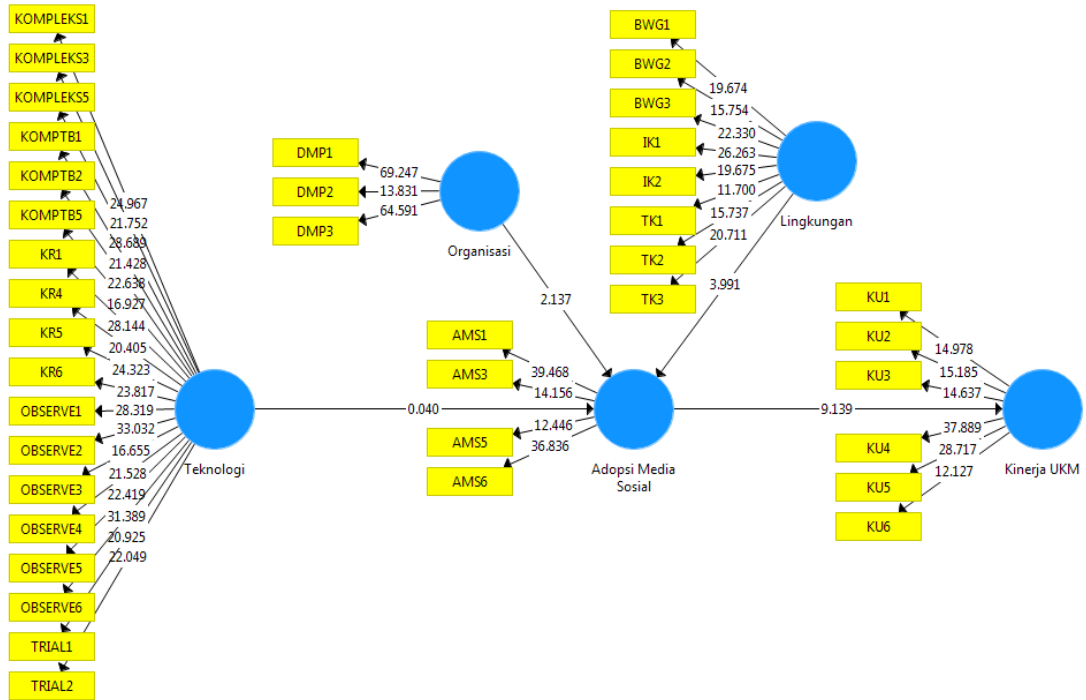 KOMPLEKS1
KOMPLEKS3
KOMPLEKS5
KOMPTB1
KOMPTB2
KOMPTB5
KR1
KR4
KR5
KR6
OBSERVE1
OBSERVE2
OBSERVE3
OBSERVE4
OBSERVE5
OBSERVE6
TRIAL1
TRIAL2
24.967
21.752
28.689
21.428
22.638
16.927
28.144
20.405
24.323
23.817
28.319
33.032
16.655
21.528
22.419
31.389
20.925
22.049
Teknologi
DMP1
DMP2
DMP3
69.247
13.831
64.591
Organisasi
2.137
BWG1
BWG2
BWG3
IK1
IK2
TK1
TK2
TK3
19.674
15.754
22.330
26.263
19.675
11.700
15.737
20.711
Lingkungan
3.991
0.040
AMS1
AMS3
AMS5
AMS6
39.468
14.156
12.446
36.836
Adopsi Media
Sosial
9.139
KU1
KU2
KU3
KU4
KU5
KU6
14.978
15.185
14.637
37.889
28.717
12.127
Kinerja UKM